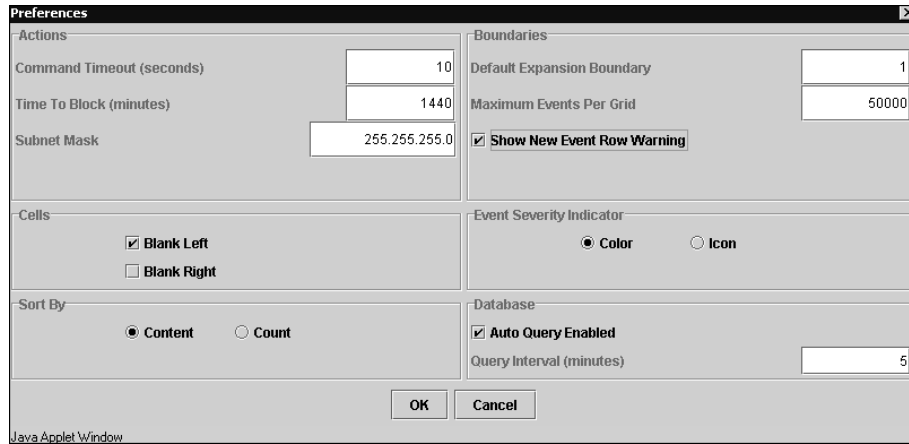 Preferences
Actions
Command Timeout (seconds) 10
Time To Block (minutes) 1440
Subnet Mask 255.255.255.0
Boundaries
Default Expansion Boundary 1
Maximum Events Per Grid 50000
Show New Event Row Warning
Cells
Blank Left
Blank Right
Event Severity Indicator
Color Icon
Sort By
Content Count
Database
Auto Query Enabled
Query Interval (minutes) 5
OK Cancel
Java Applet Window